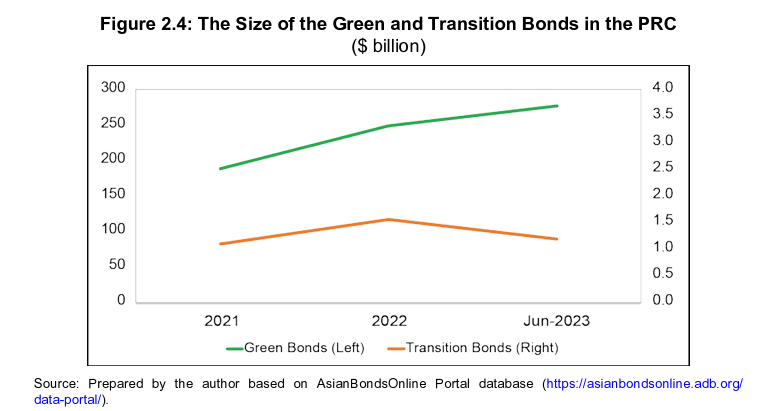 Figure 2.4: The Size of the Green and Transition Bonds in the PRC
($ billion)
300
250
200
150
100
50
0
4.0
3.5
3.0
2.5
2.0
1.5
1.0
0.5
0.0
2021 2022 Jun-2023
Green Bonds (Left) Transition Bonds (Right)
Source: Prepared by the author based on AsianBondsOnline Portal database (https://asianbondsonline.adb.org/
data-portal/).